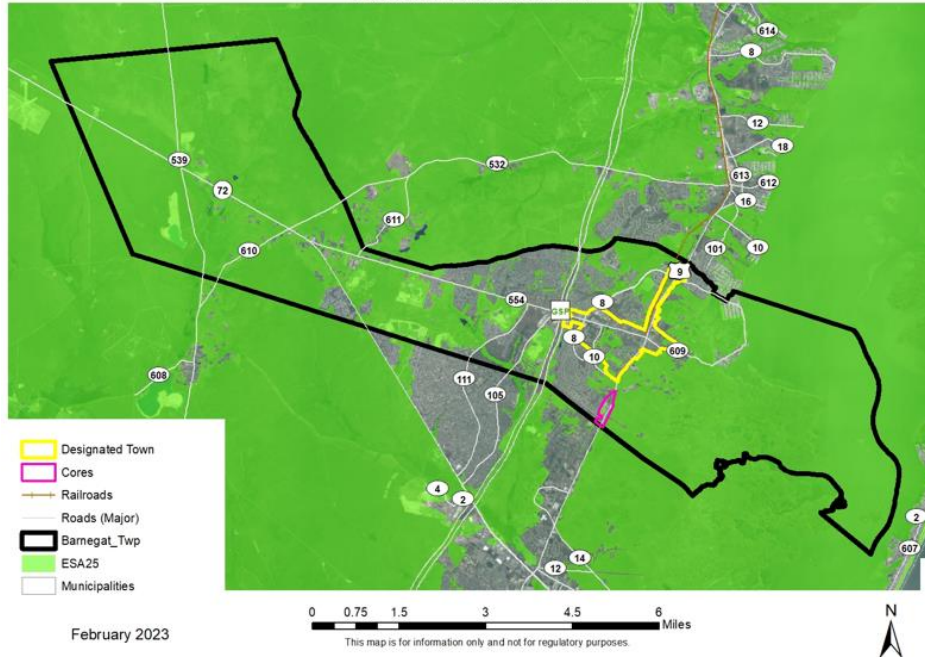 614
8
12
18
613
612
16
539
532
72
611
101
10
610
9
554
8
GSP
8
10
609
608
111
105
4
2
14
12
2
607
Designated Town
Cores
Railroads
Roads (Major)
Barnegat_Twp
ESA25
Municipalities
0 0.75 1.5 3 4.5 6
Miles
N
February 2023
This map is for information only and not for regulatory purposes.